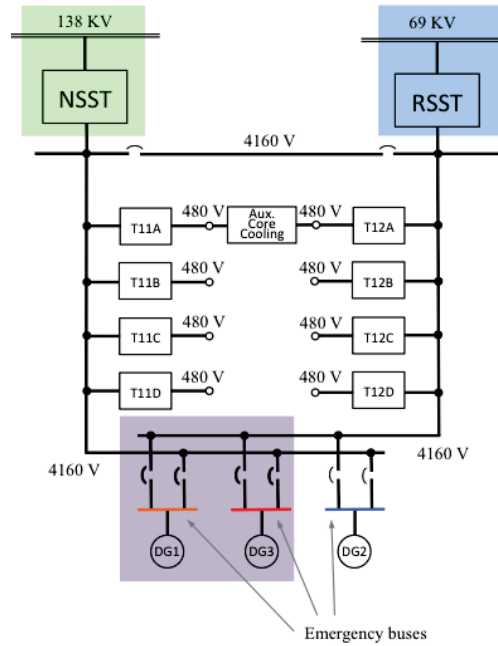 138 KV
69 KV
NSST
RSST
4160 V
480 V
480 V
T11A
Aux.
Core
Cooling
T12A
480 V
480 V
T11B
T12B
480 V
480 V
T11C
T12C
480 V
480 V
T11D
T12D
4160 V
4160 V
DG1
DG3
DG2
Emergency buses